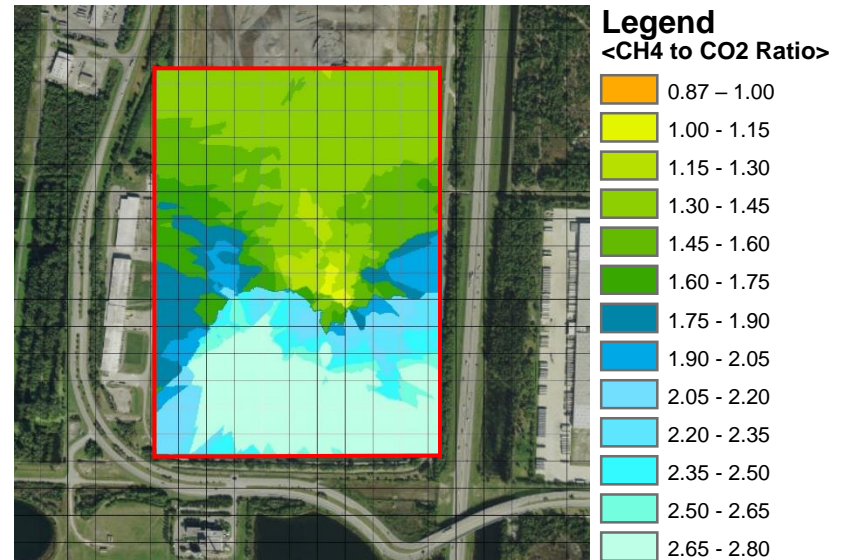 Legend
<CH4 to CO2 Ratio>
0.87 – 1.00
1.00 - 1.15
1.15 - 1.30
1.30 - 1.45
1.45 - 1.60
1.60 - 1.75
1.75 - 1.90
1.90 - 2.05
2.05 - 2.20
2.20 - 2.35
2.35 - 2.50
2.50 - 2.65
2.65 - 2.80